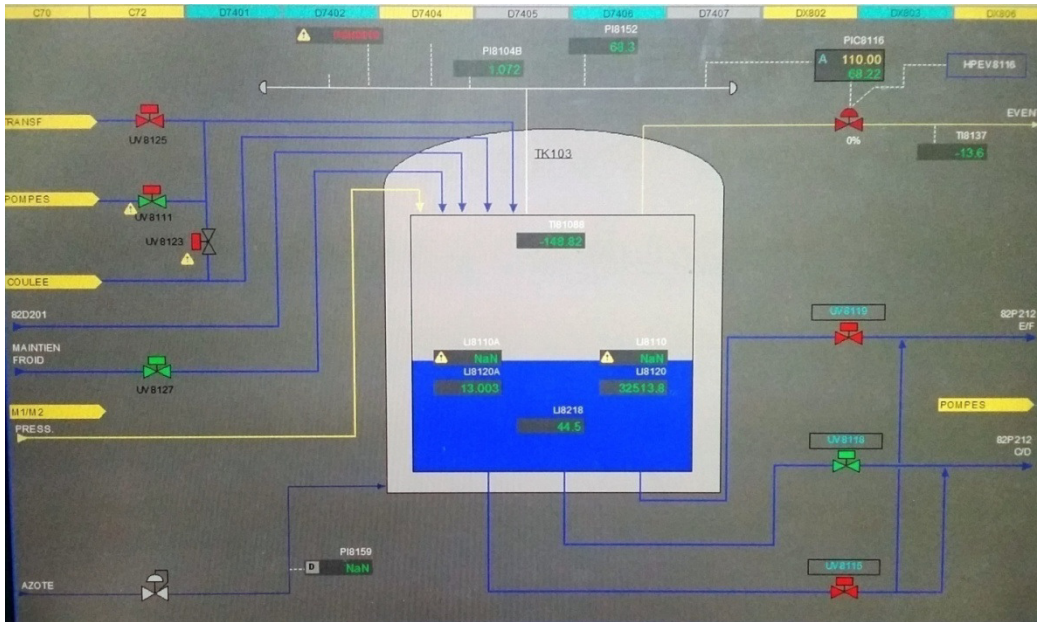 C70 C72 D7401 D7402 D7404 D7405 D7406 D7407 DX802 DX803 DX806
PI8152
68.3
PI8104B
1.072
PIC8116
A 110.00
68.22
HPEV8116
TRANSF
UV8125
EVEN
0%
TI8137
-13.6
TK103
POMPES
UV8111
UV8123
-148.82
COULEE
82D201
UV8119
82P212
E/F
MAINTIEN
FROID
UV8127
LI8110A
NaN
LI8110
NaN
LI8120A
13.003
LI8120
32513.8
M1/M2
PRESS.
LI8218
44.5
POMPES
UV8118
82P212
C/D
PI8159
D NaN
UV8115
AZOTE